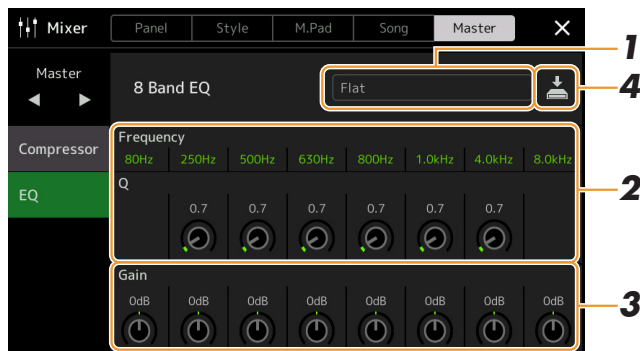 Mixer Panel Style M.Pad Song Master
1
Master
8 Band EQ Flat
4
Compressor
EQ
Frequency
80Hz 250Hz 500Hz 630Hz 800Hz 1.0kHz 4.0kHz 8.0kHz
Q
2
0.7 0.7 0.7 0.7 0.7 0.7
Gain
3
0dB 0dB 0dB 0dB 0dB 0dB 0dB 0dB